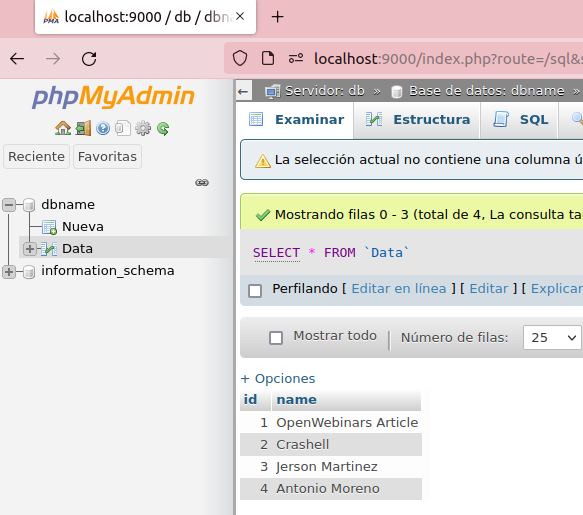 localhost:9000 / db / dbn
localhost:9000/index.php?route=/sql&s
phpMyAdmin
Reciente
Favoritas
dbname
Nueva
Data
information_schema
Servidor: db » Base de datos: dbname »
Examinar
Estructura
SQL
La selección actual no contiene una columna ú
Mostrando filas 0 - 3 (total de 4, La consulta ta
SELECT * FROM `Data`
Perfilando [ Editar en línea ] [ Editar ] [ Explicar
Mostrar todo
Número de filas:
25
+ Opciones
id name
1 OpenWebinars Article
2 Crashell
3 Jerson Martinez
4 Antonio Moreno